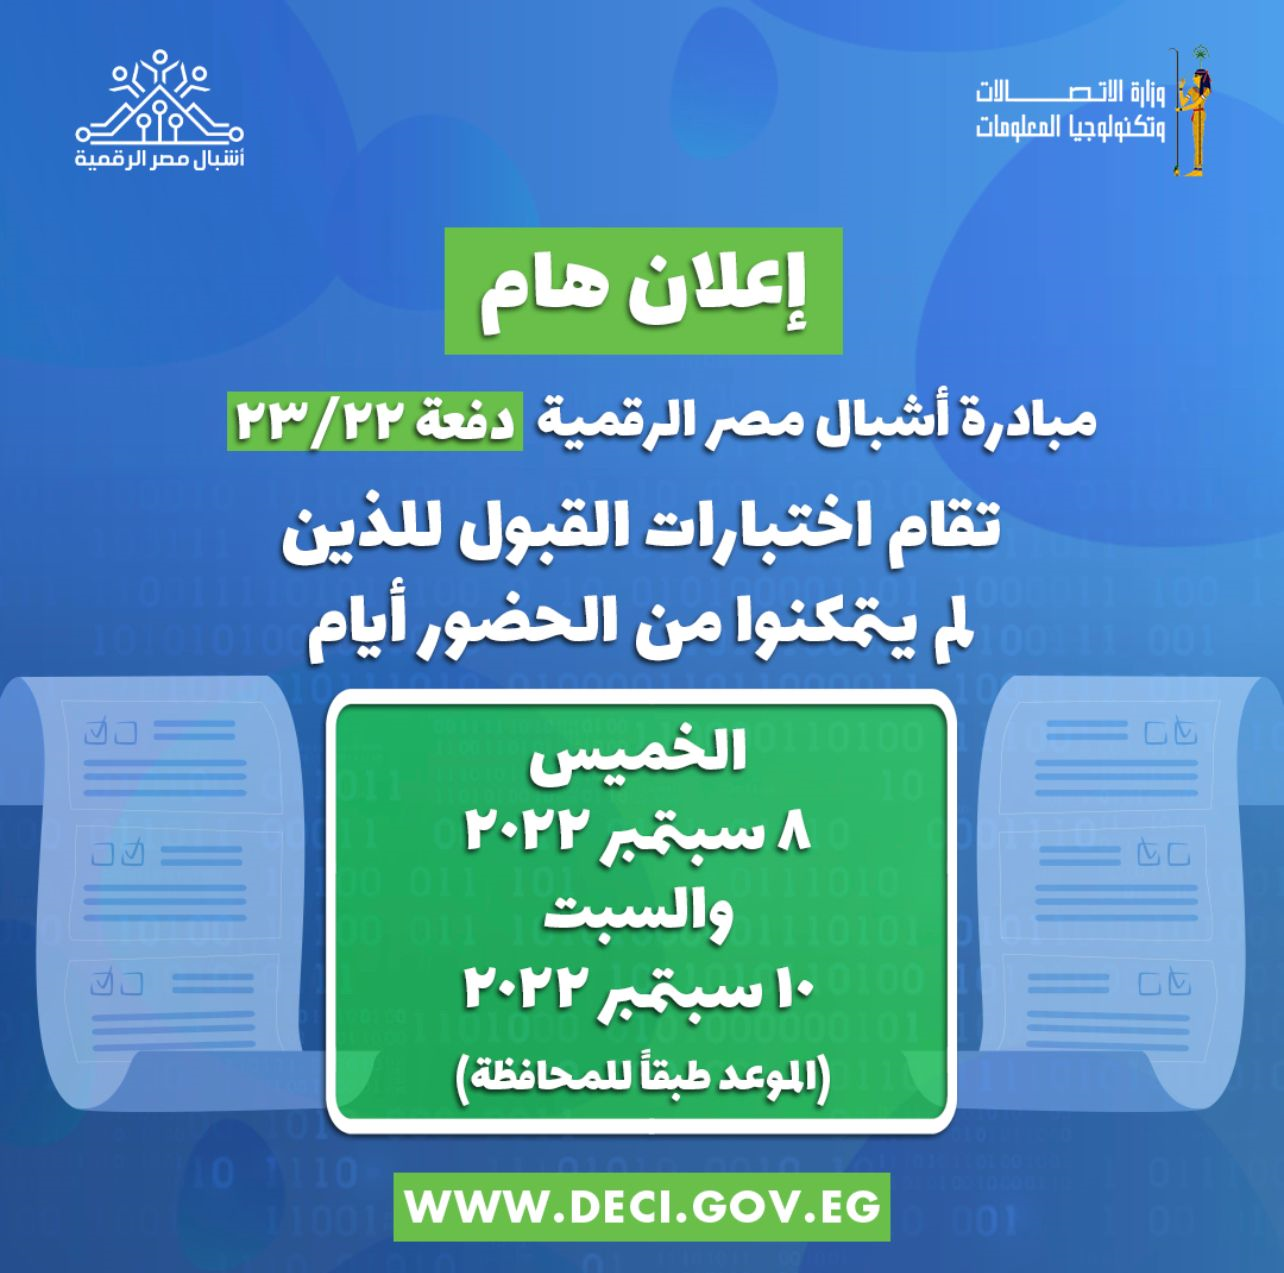 وزارة الاتصالات
وتكنولوجيا المعلومات
أشبال مصر الرقمية
إعلان هام
مبادرة أشبال مصر الرقمية دفعة ٢٣/٢٢
تقام اختبارات القبول للذين
لم يتمكنوا من الحضور أيام
الخميس
٨ سبتمبر ٢٠٢٢
والسبت
١٠ سبتمبر ٢٠٢٢
(الموعد طبقاً للمحافظة)
WWW.DECI.GOV.EG